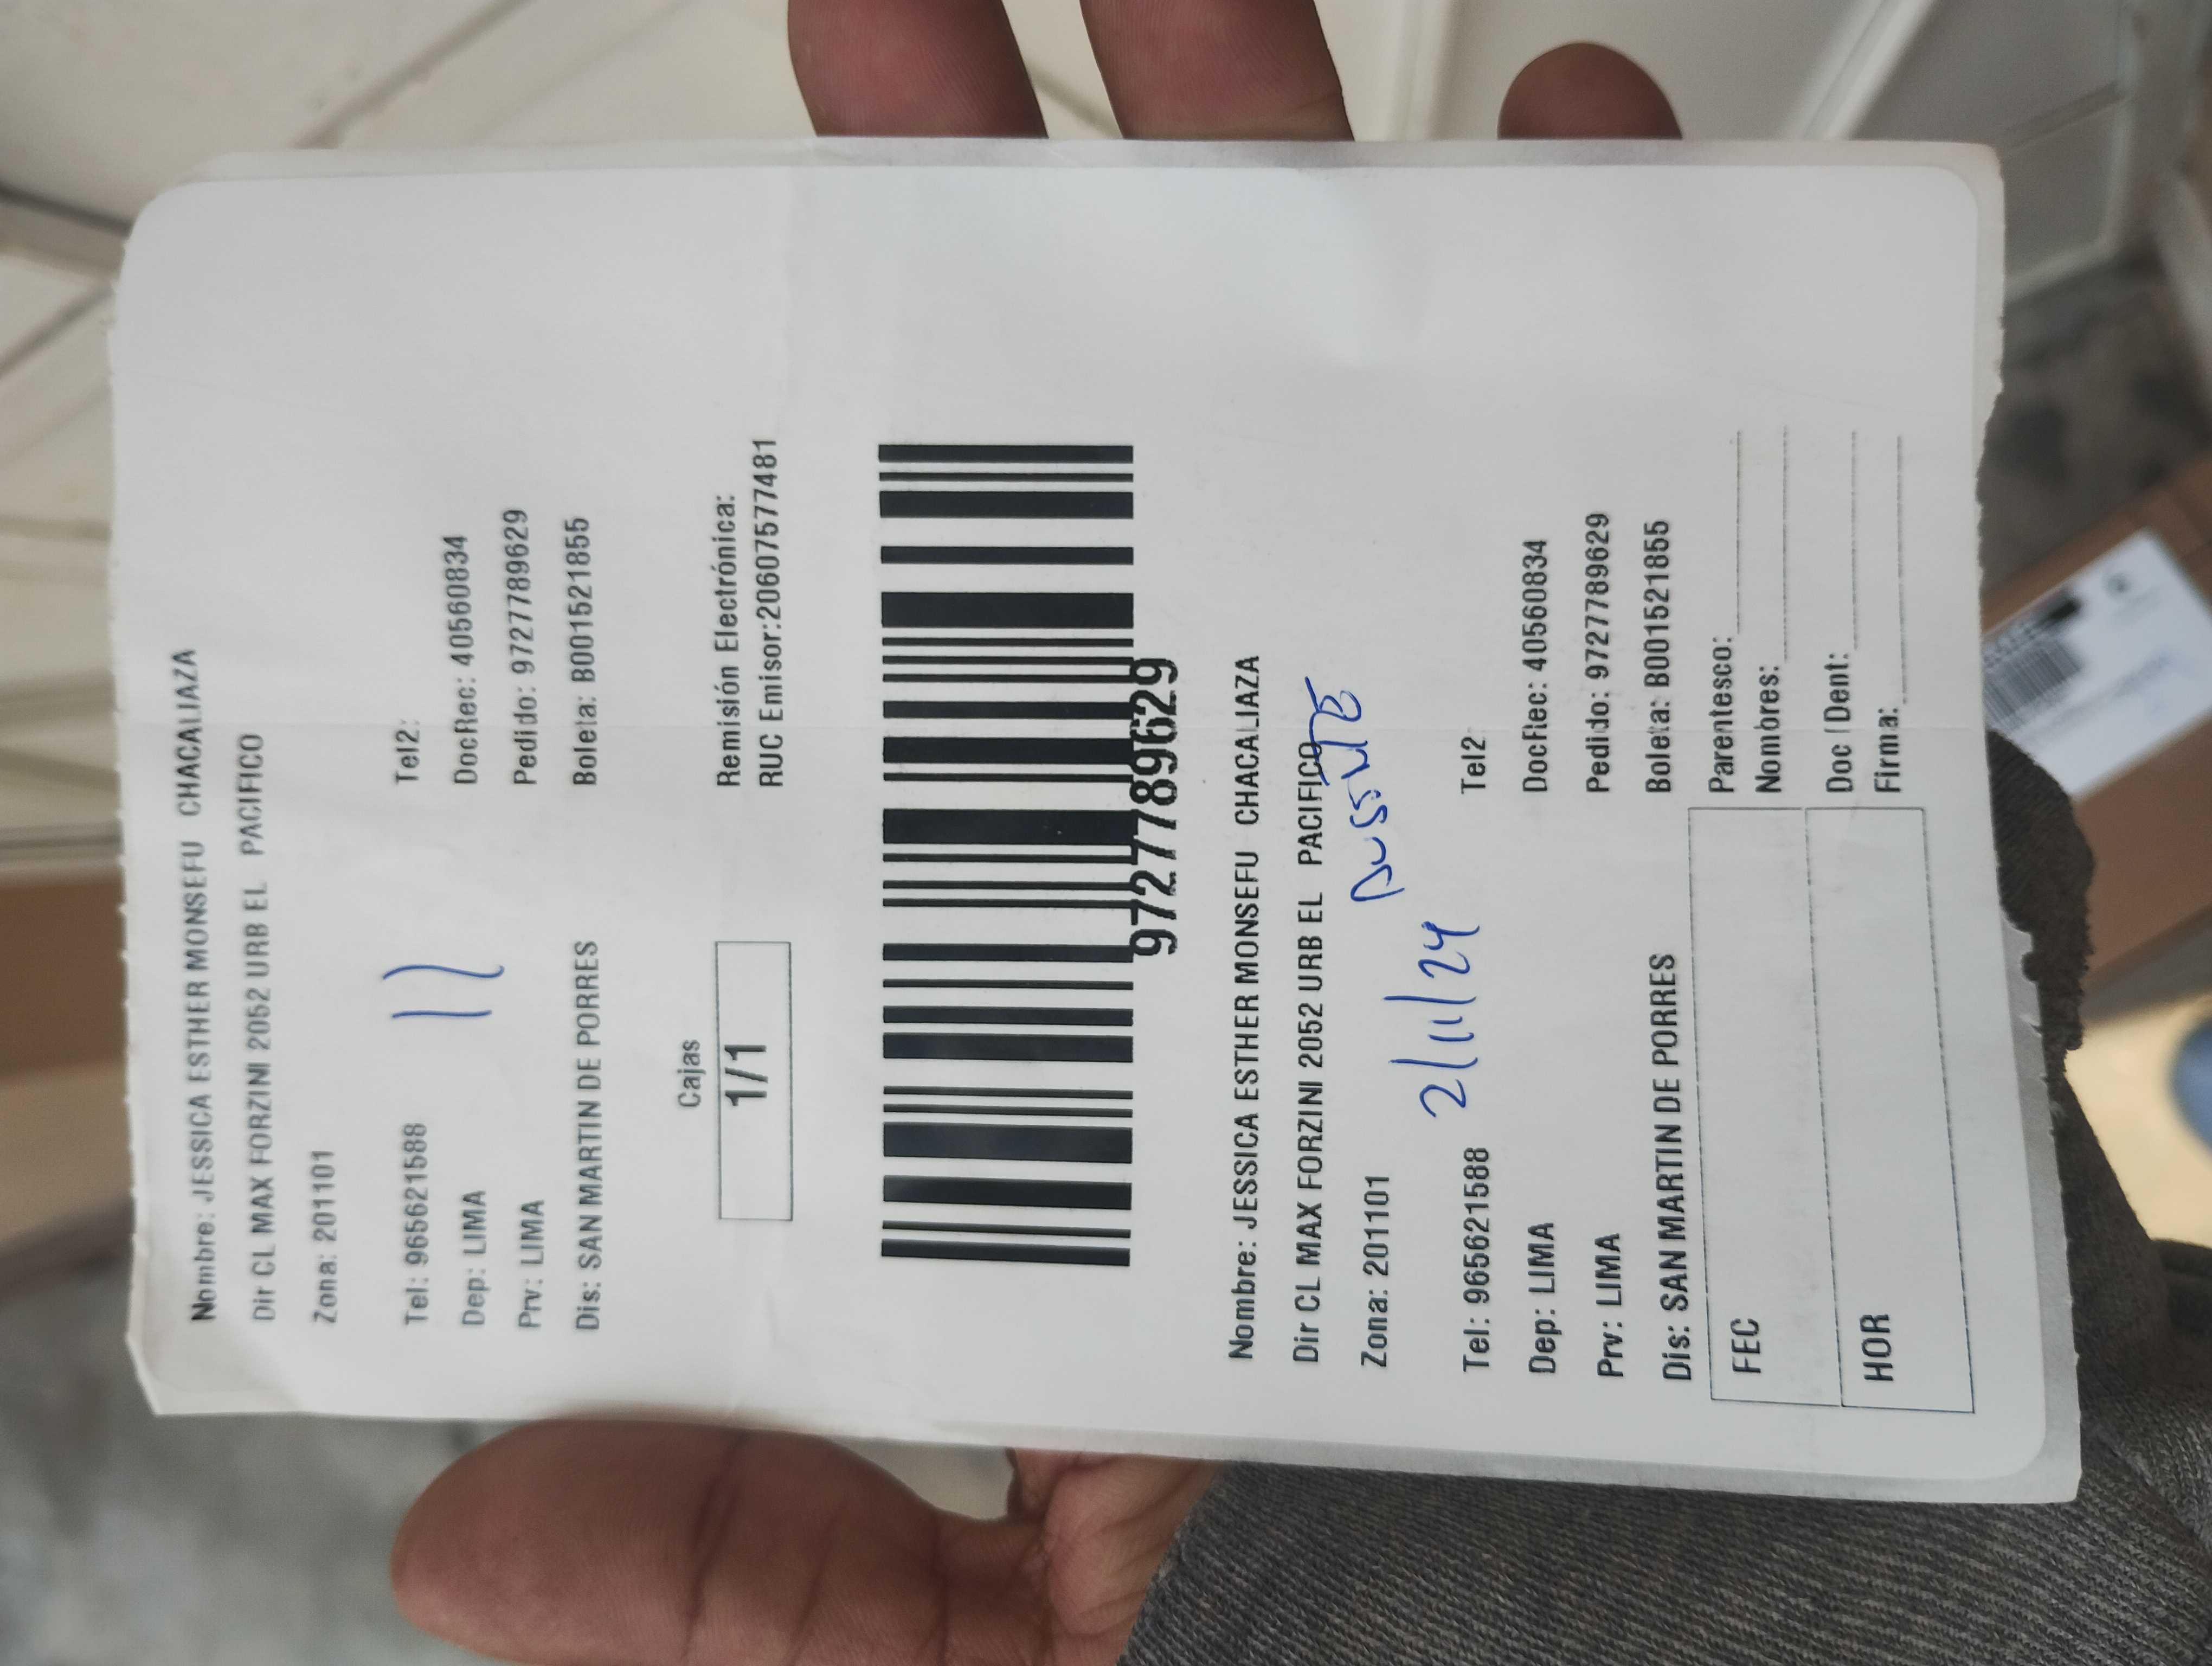 Nombre: JESSICA ESTHER MONSEFU CHACALIAZA
Dir CL MAX FORZINI 2052 URB EL PACIFICO
Zona: 201101
Tel: 965621588 Tel2:
Dep: LIMA DocRec: 40560834
Prv: LIMA Pedido: 9727789629
Dis: SAN MARTIN DE PORRES Boleta: B001521855
Cajas
1/1
Remisión Electrónica:
RUC Emisor:20607577481
9727789629
Nombre: JESSICA ESTHER MONSEFU CHACALIAZA
Dir CL MAX FORZINI 2052 URB EL PACIFICO
Zona: 201101
2/11/24 AUSENTE
Tel: 965621588 Tel2:
Dep: LIMA DocRec: 40560834
Prv: LIMA Pedido: 9727789629
Dis: SAN MARTIN DE PORRES Boleta: B001521855
FEC
HOR
Parentesco:
Nombres:
Doc IDent:
Firma: